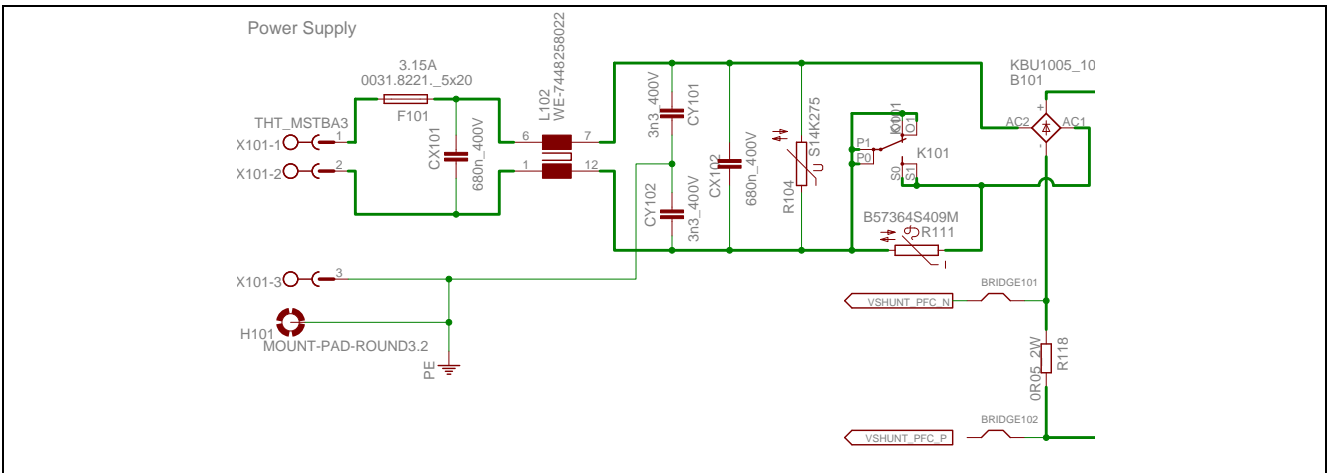 Power Supply
3.15A
0031.8221._5x20
F101
L102
WE-7448258022
KBU1005_10
B101
THT_MSTBA3
X101-1
1
X101-2
2
CX101
680n_400V
6
7
1
12
3n3_400V
CY101
CY102
3n3_400V
CX102
680n_400V
S14K275
R104
U
K101
O1
P1
P0
K101
S0
S1
AC2
AC1
+
-
B57364S409M
R111
X101-3
3
H101
MOUNT-PAD-ROUND3.2
PE
BRIDGE101
VSHUNT_PFC_N
0R05_2W
R118
BRIDGE102
VSHUNT_PFC_P